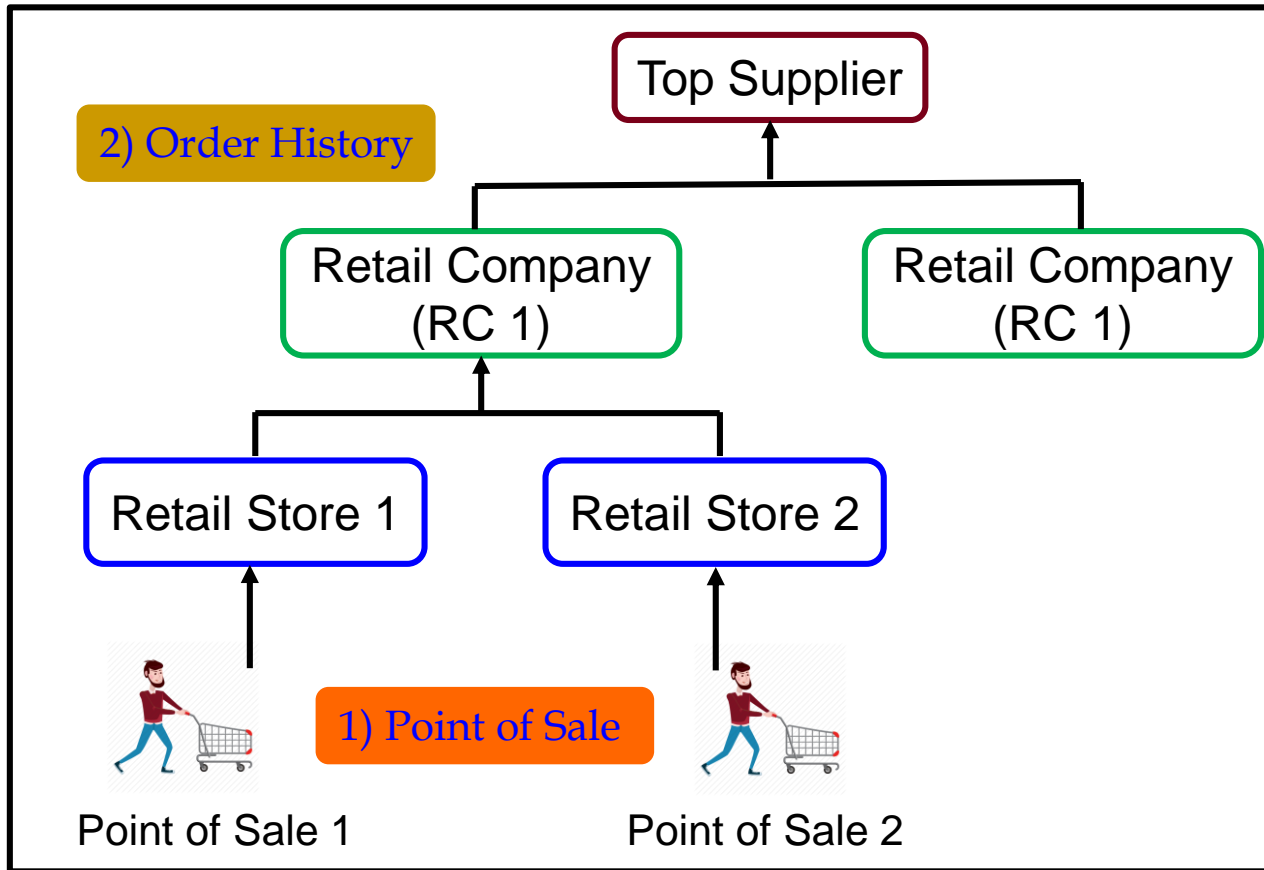 Top Supplier
2) Order History
Retail Company
(RC 1)
Retail Company
(RC 1)
Retail Store 1
Retail Store 2
1) Point of Sale
Point of Sale 1
Point of Sale 2